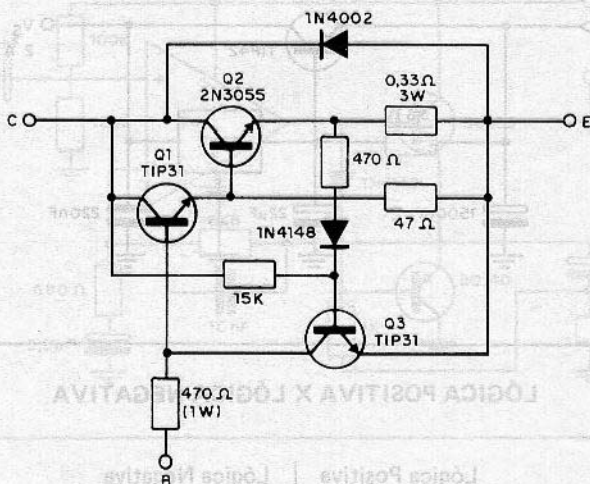 1N4002
Q2
2N3055
0,33Ω
3W
C
E
Q1
TIP31
470 Ω
47 Ω
1N4148
15K
Q3
TIP31
LÓGICA POSITIVA X LÓGICA NEGATIVA
470Ω
(1W)
B
Lógica Positiva
Lógica Negativa